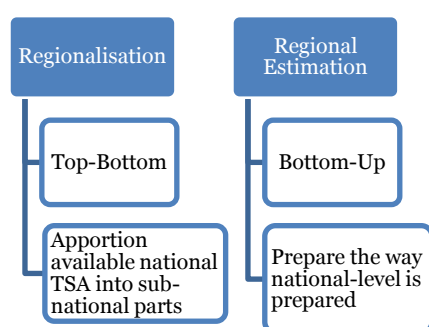 Regionalisation
Top-Bottom
Apportion
available national
TSA into sub-
national parts
Regional
Estimation
Bottom-Up
Prepare the way
national-level is
prepared